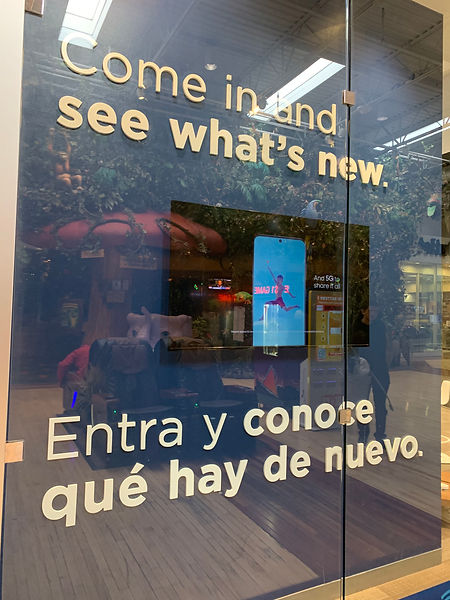 Come in and
see what's new.
And 5G to
share it all
Entra y conoce
qué hay de nuevo.